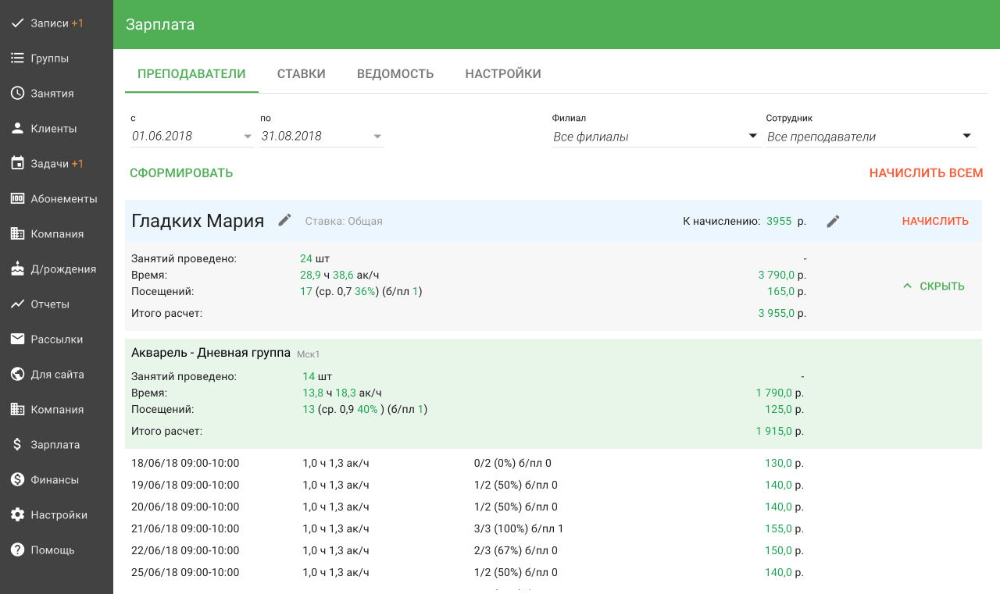 Записи +1
Группы
Занятия
Клиенты
Задачи +1
Абонементы
Компания
Д/рождения
Отчеты
Рассылки
Для сайта
Компания
Зарплата
Финансы
Настройки
Помощь
Зарплата
ПРЕПОДАВАТЕЛИ СТАВКИ ВЕДОМОСТЬ НАСТРОЙКИ
с по Филиал Сотрудник
01.06.2018 31.08.2018 Все филиалы Все преподаватели
СФОРМИРОВАТЬ НАЧИСЛИТЬ ВСЕМ
Гладких Мария Ставка: Общая К начислению: 3955 р. НАЧИСЛИТЬ
Занятий проведено: 24 шт -
Время: 28,9 ч 38,6 ак/ч 3 790,0 р.
Посещений: 17 (ср. 0,7 36%) (б/пл 1) 165,0 р.
СКРЫТЬ
Итого расчет: 3 955,0 р.
Акварель - Дневная группа Мск1
Занятий проведено: 14 шт -
Время: 13,8 ч 18,3 ак/ч 1 790,0 р.
Посещений: 13 (ср. 0,9 40% ) (б/пл 1) 125,0 р.
Итого расчет: 1 915,0 р.
18/06/18 09:00-10:00 1,0 ч 1,3 ак/ч 0/2 (0%) б/пл 0 130,0 р.
19/06/18 09:00-10:00 1,0 ч 1,3 ак/ч 1/2 (50%) б/пл 0 140,0 р.
20/06/18 09:00-10:00 1,0 ч 1,3 ак/ч 1/2 (50%) б/пл 0 140,0 р.
21/06/18 09:00-10:00 1,0 ч 1,3 ак/ч 3/3 (100%) б/пл 1 155,0 р.
22/06/18 09:00-10:00 1,0 ч 1,3 ак/ч 2/3 (67%) б/пл 0 150,0 р.
25/06/18 09:00-10:00 1,0 ч 1,3 ак/ч 1/2 (50%) б/пл 0 140,0 р.